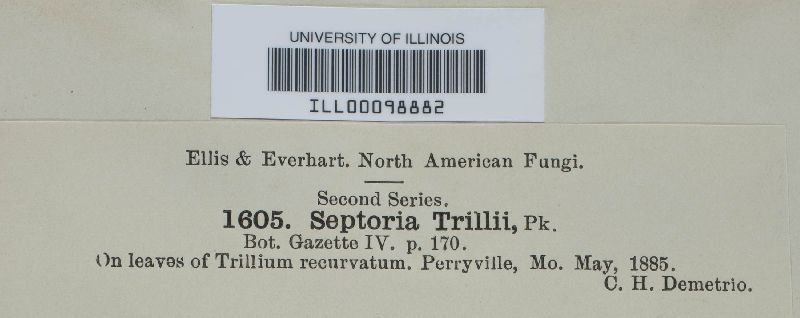 UNIVERSITY OF ILLINOIS
ILL00098882
Ellis & Everhart. North American Fungi.
Second Series.
1605. Septoria Trillii, Pk.
Bot. Gazette IV. p. 170.
On leaves of Trillium recurvatum. Perryville, Mo. May, 1885.
C. H. Demetrio.